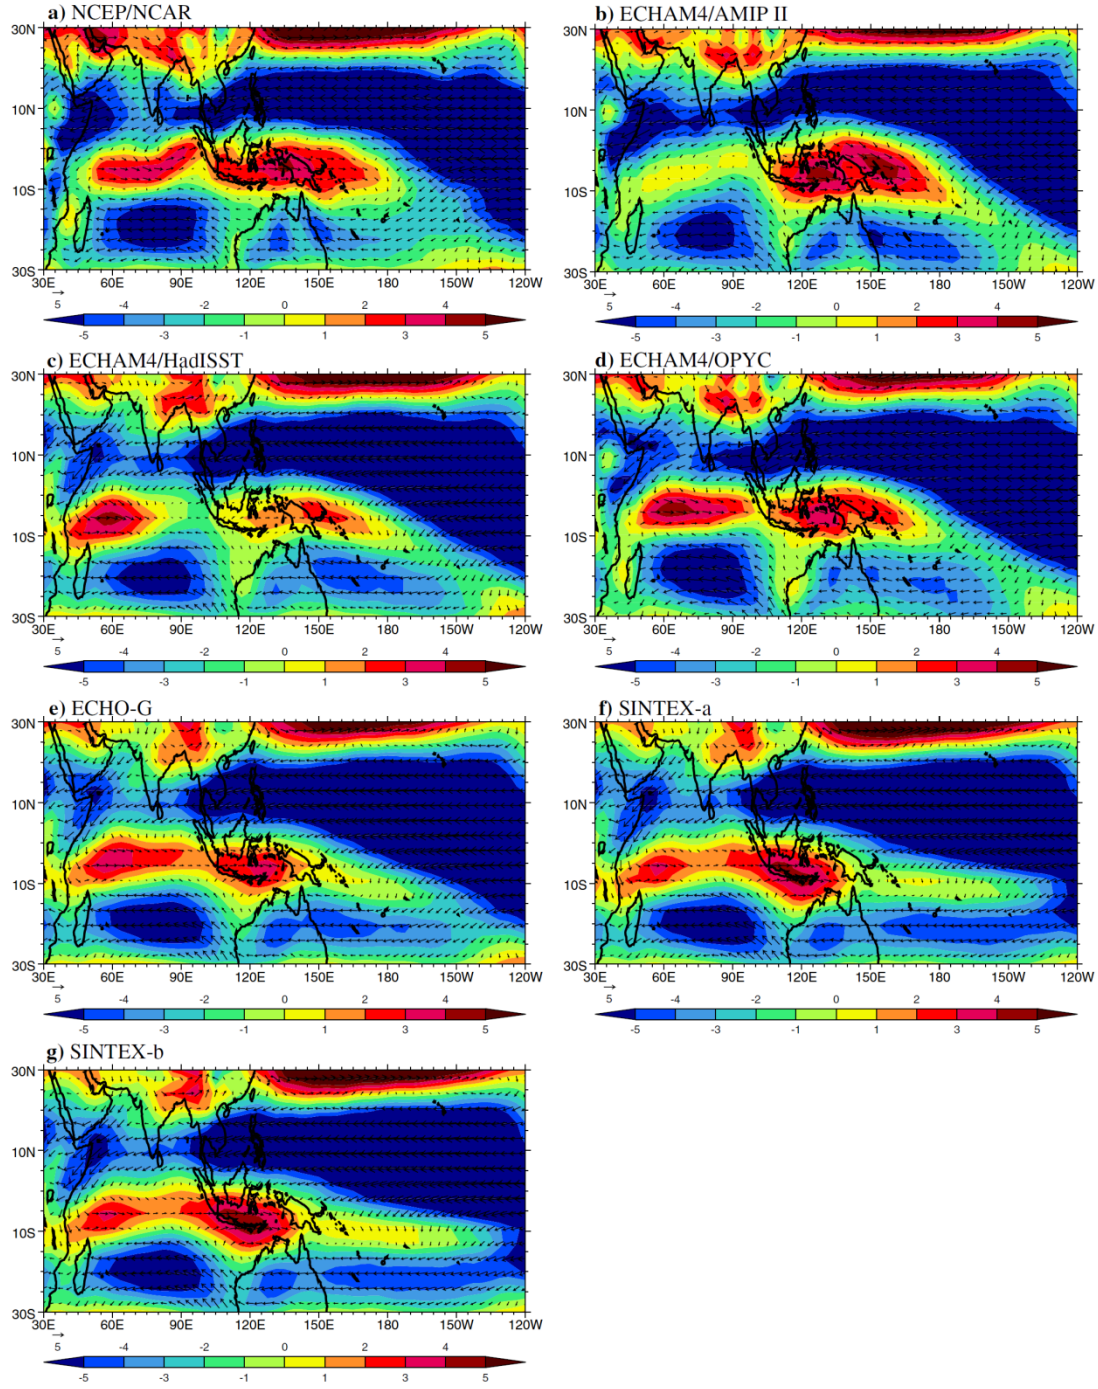 a) NCEP/NCAR
30N
10N
10S
30S
30E 60E 90E 120E 150E 180 150W 120W
5 -4 -2 0 2 4
-5 -3 -1 1 3 5
b) ECHAM4/AMIP II
30N
10N
10S
30S
30E 60E 90E 120E 150E 180 150W 120W
5 -4 -2 0 2 4
-5 -3 -1 1 3 5
c) ECHAM4/HadISST
30N
10N
10S
30S
30E 60E 90E 120E 150E 180 150W 120W
5 -4 -2 0 2 4
-5 -3 -1 1 3 5
d) ECHAM4/OPYC
30N
10N
10S
30S
30E 60E 90E 120E 150E 180 150W 120W
5 -4 -2 0 2 4
-5 -3 -1 1 3 5
e) ECHO-G
30N
10N
10S
30S
30E 60E 90E 120E 150E 180 150W 120W
5 -4 -2 0 2 4
-5 -3 -1 1 3 5
f) SINTEX-a
30N
10N
10S
30S
30E 60E 90E 120E 150E 180 150W 120W
5 -4 -2 0 2 4
-5 -3 -1 1 3 5
g) SINTEX-b
30N
10N
10S
30S
30E 60E 90E 120E 150E 180 150W 120W
5 -4 -2 0 2 4
-5 -3 -1 1 3 5